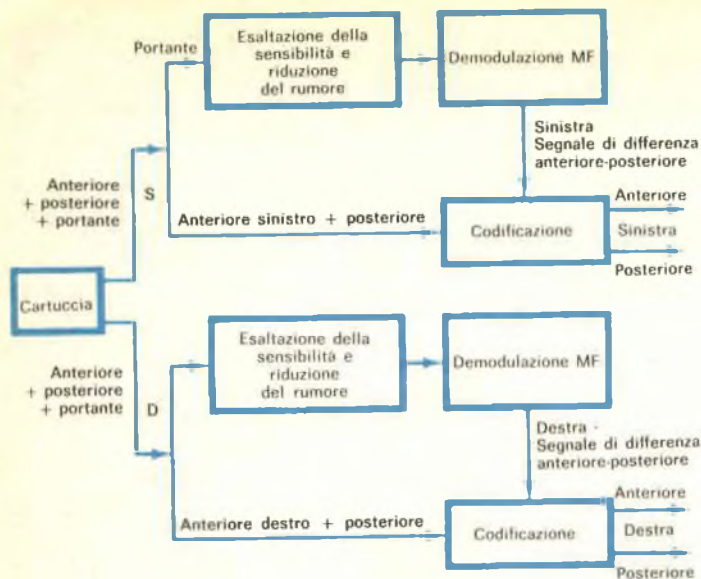 Portante
Esaltazione della
sensibilità e
riduzione
del rumore
Demodulazione MF
Sinistra
Segnale di differenza
anteriore-posteriore
Anteriore
+ posteriore
+ portante
S
Anteriore sinistro + posteriore
Codificazione
Anteriore
Sinistra
Posteriore
Cartuccia
Esaltazione della
sensibilità e
riduzione
del rumore
Demodulazione MF
Anteriore
+ posteriore
+ portante
D
Destra -
Segnale di differenza
anteriore-posteriore
Anteriore destro + posteriore
Codificazione
Anteriore
Destra
Posteriore